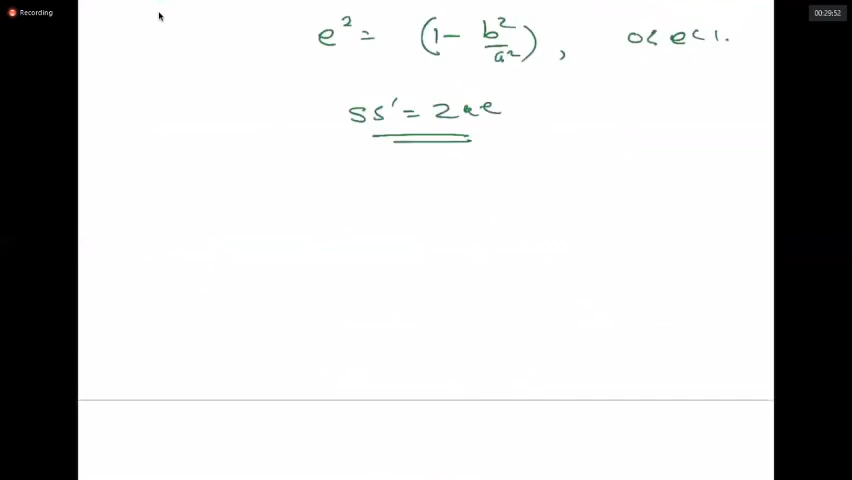 Recording
00:29:52
e² = (1 - b²/a²), 0 < e < 1.
SS' = 2ae